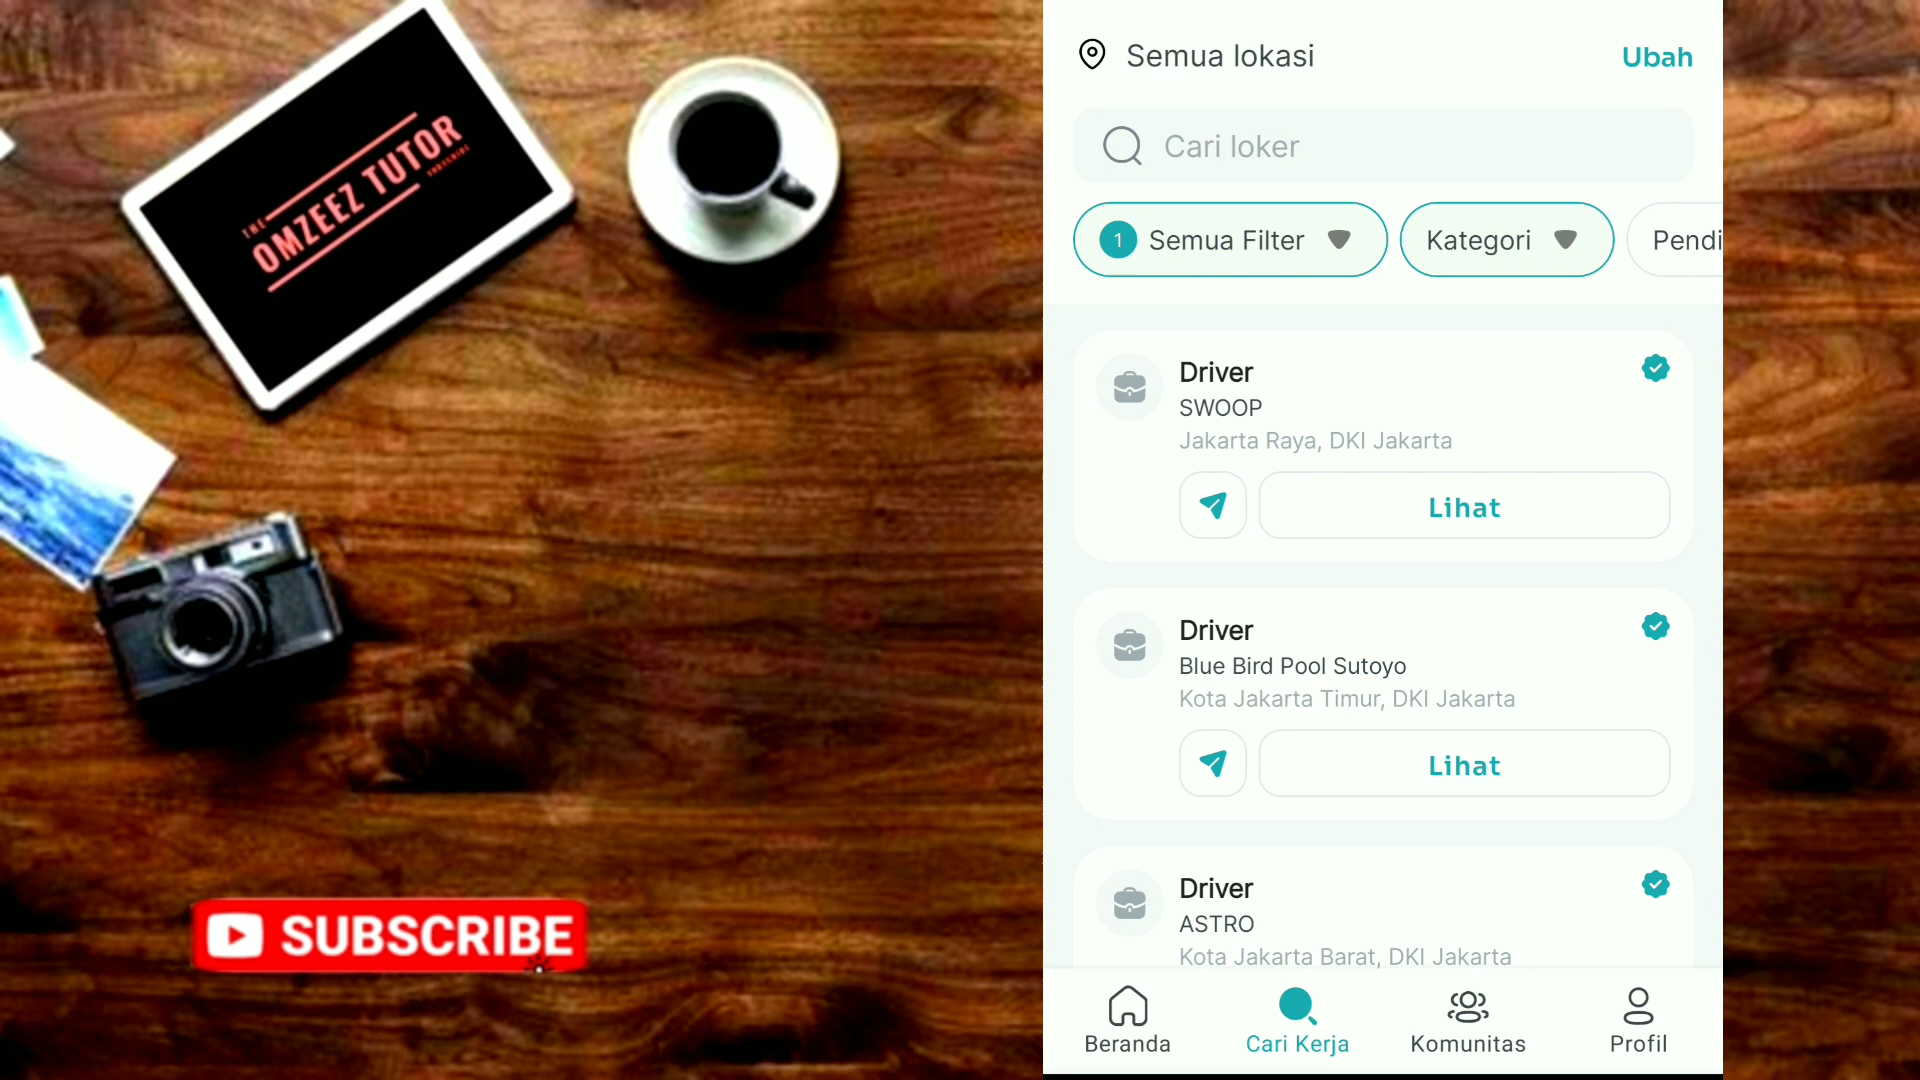 THE
OMZEEZ TUTOR
SUBSCRIBE
SUBSCRIBE
Semua lokasi
Ubah
Cari loker
1 Semua Filter
Kategori
Pendi
Driver
SWOOP
Jakarta Raya, DKI Jakarta
Lihat
Driver
Blue Bird Pool Sutoyo
Kota Jakarta Timur, DKI Jakarta
Lihat
Driver
ASTRO
Kota Jakarta Barat, DKI Jakarta
Beranda
Cari Kerja
Komunitas
Profil